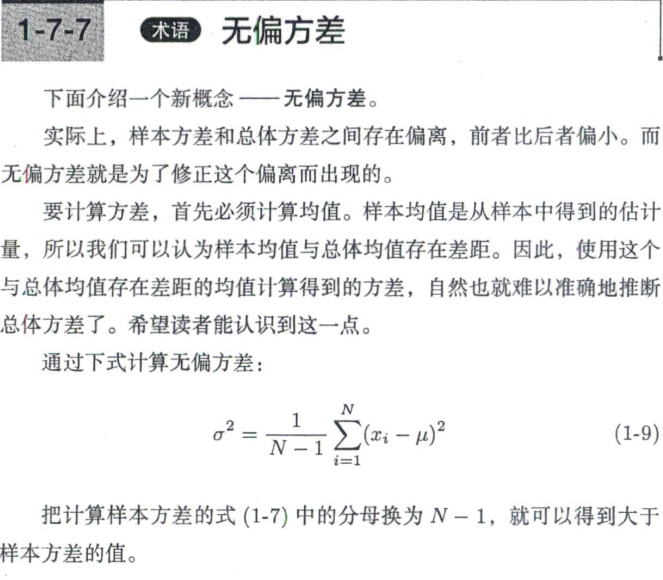 1-7-7 术语 无偏方差
下面介绍一个新概念——无偏方差。
实际上，样本方差和总体方差之间存在偏离，前者比后者偏小。而
无偏方差就是为了修正这个偏离而出现的。
要计算方差，首先必须计算均值。样本均值是从样本中得到的估计
量，所以我们可以认为样本均值与总体均值存在差距。因此，使用这个
与总体均值存在差距的均值计算得到的方差，自然也就难以准确地推断
总体方差了。希望读者能认识到这一点。
通过下式计算无偏方差：
σ² = \frac{1}{N − 1} \sum_{i=1}^{N} (x_i − μ)² (1-9)
把计算样本方差的式 (1-7) 中的分母换为 N − 1，就可以得到大于
样本方差的值。